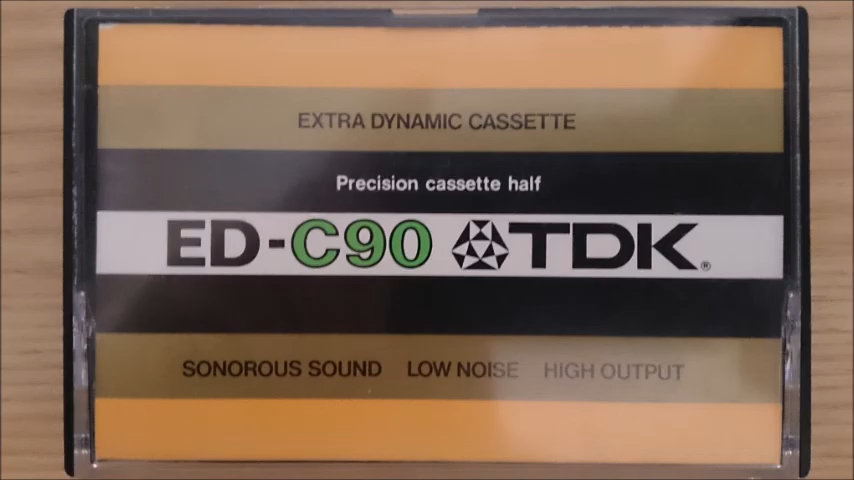 EXTRA DYNAMIC CASSETTE
Precision cassette half
ED-C90 TDK®
SONOROUS SOUND LOW NOISE HIGH OUTPUT